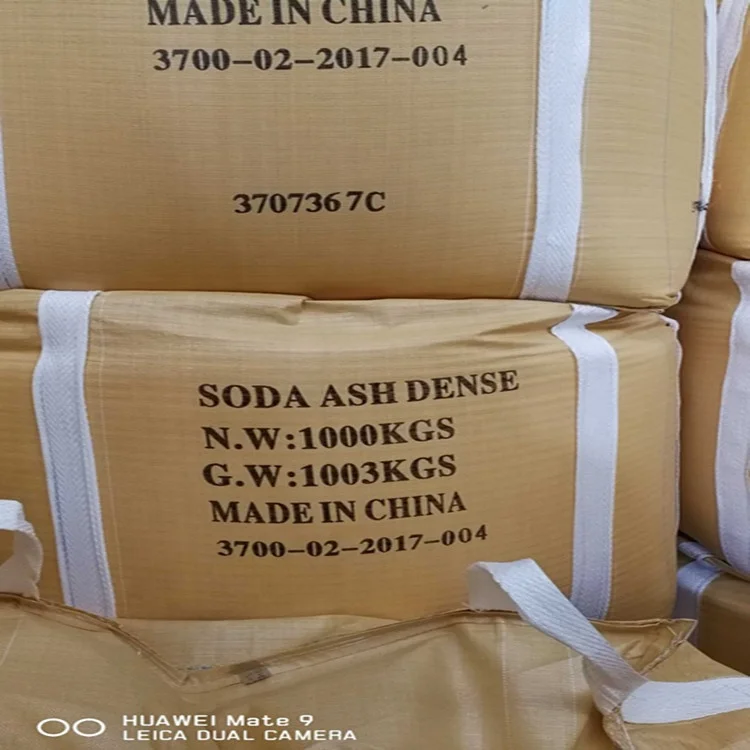 MADE IN CHINA
3700-02-2017-004
3707367C
SODA ASH DENSE
N.W:1000KGS
G.W:1003KGS
MADE IN CHINA
3700-02-2017-004
HUAWEI Mate 9
LEICA DUAL CAMERA